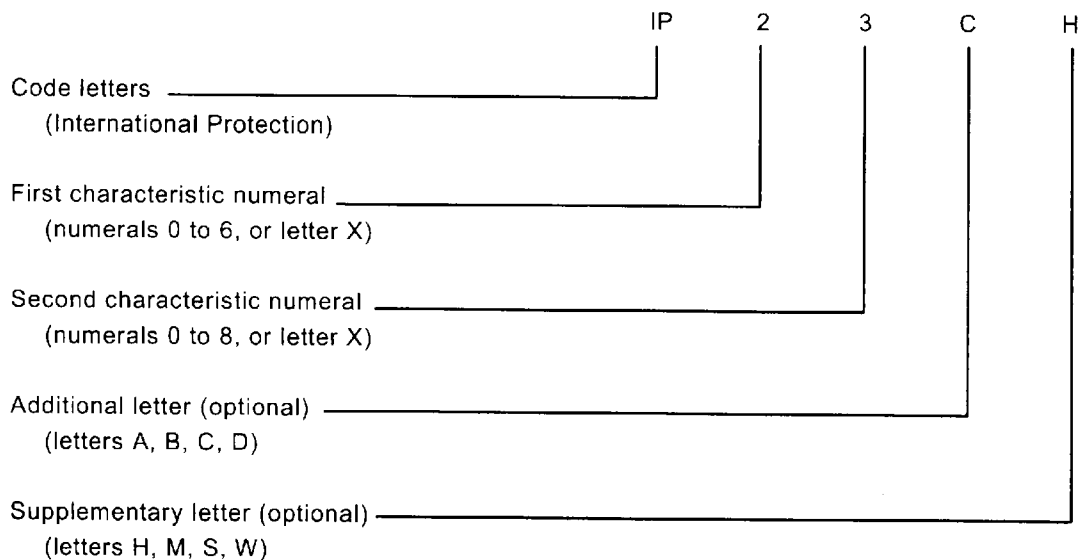 IP 2 3 C H
Code letters
(International Protection)
First characteristic numeral
(numerals 0 to 6, or letter X)
Second characteristic numeral
(numerals 0 to 8, or letter X)
Additional letter (optional)
(letters A, B, C, D)
Supplementary letter (optional)
(letters H, M, S, W)